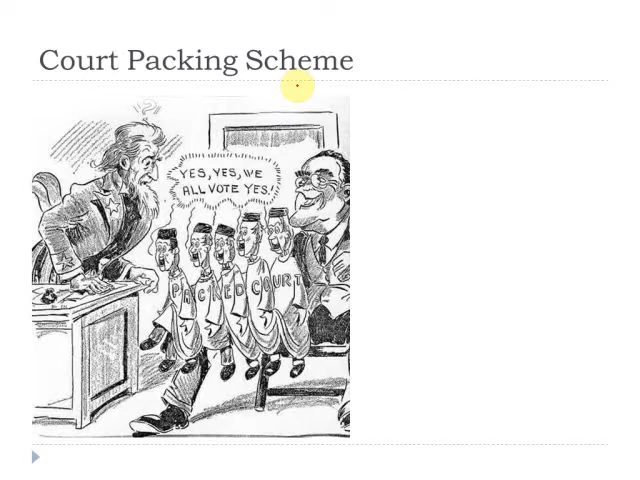 Court Packing Scheme
YES, YES, WE
ALL VOTE YES!
PACKED COURT